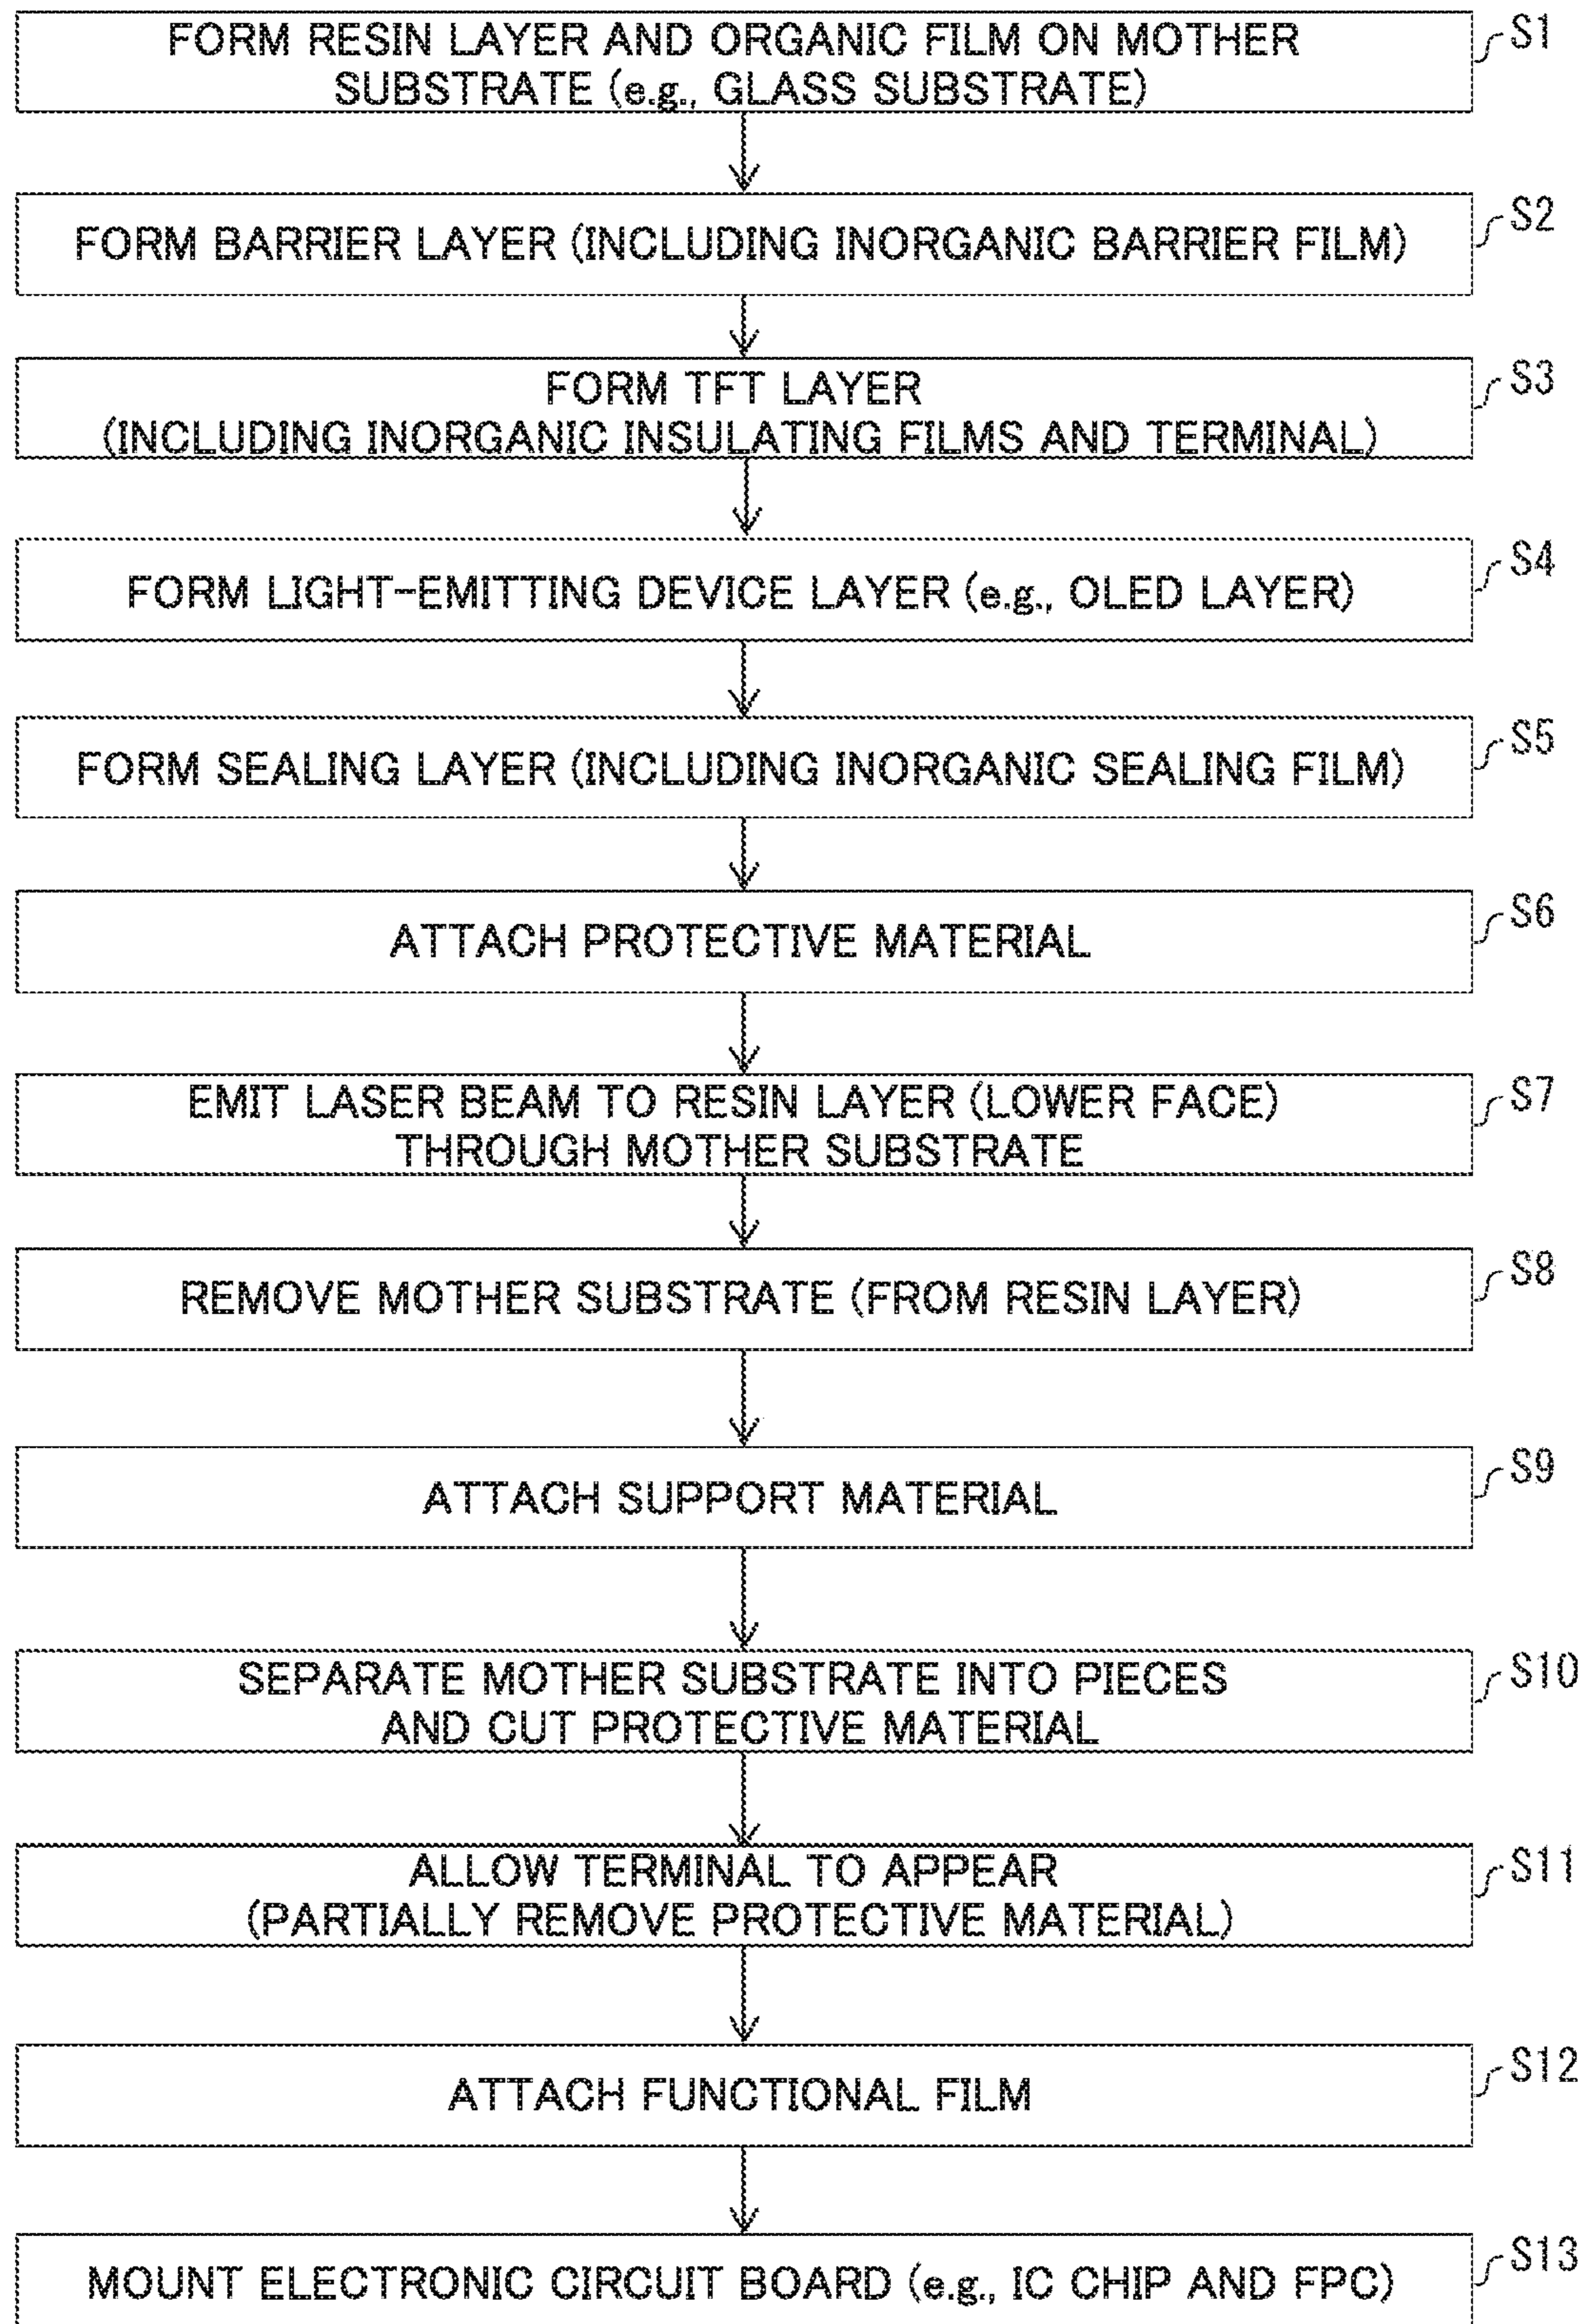 FORM RESIN LAYER AND ORGANIC FILM ON MOTHER
SUBSTRATE (e.g., GLASS SUBSTRATE)
S1
FORM BARRIER LAYER (INCLUDING INORGANIC BARRIER FILM)
S2
FORM TFT LAYER
(INCLUDING INORGANIC INSULATING FILMS AND TERMINAL)
S3
FORM LIGHT-EMITTING DEVICE LAYER (e.g., OLED LAYER)
S4
FORM SEALING LAYER (INCLUDING INORGANIC SEALING FILM)
S5
ATTACH PROTECTIVE MATERIAL
S6
EMIT LASER BEAM TO RESIN LAYER (LOWER FACE)
THROUGH MOTHER SUBSTRATE
S7
REMOVE MOTHER SUBSTRATE (FROM RESIN LAYER)
S8
ATTACH SUPPORT MATERIAL
S9
SEPARATE MOTHER SUBSTRATE INTO PIECES
AND CUT PROTECTIVE MATERIAL
S10
ALLOW TERMINAL TO APPEAR
(PARTIALLY REMOVE PROTECTIVE MATERIAL)
S11
ATTACH FUNCTIONAL FILM
S12
MOUNT ELECTRONIC CIRCUIT BOARD (e.g., IC CHIP AND FPC)
S13